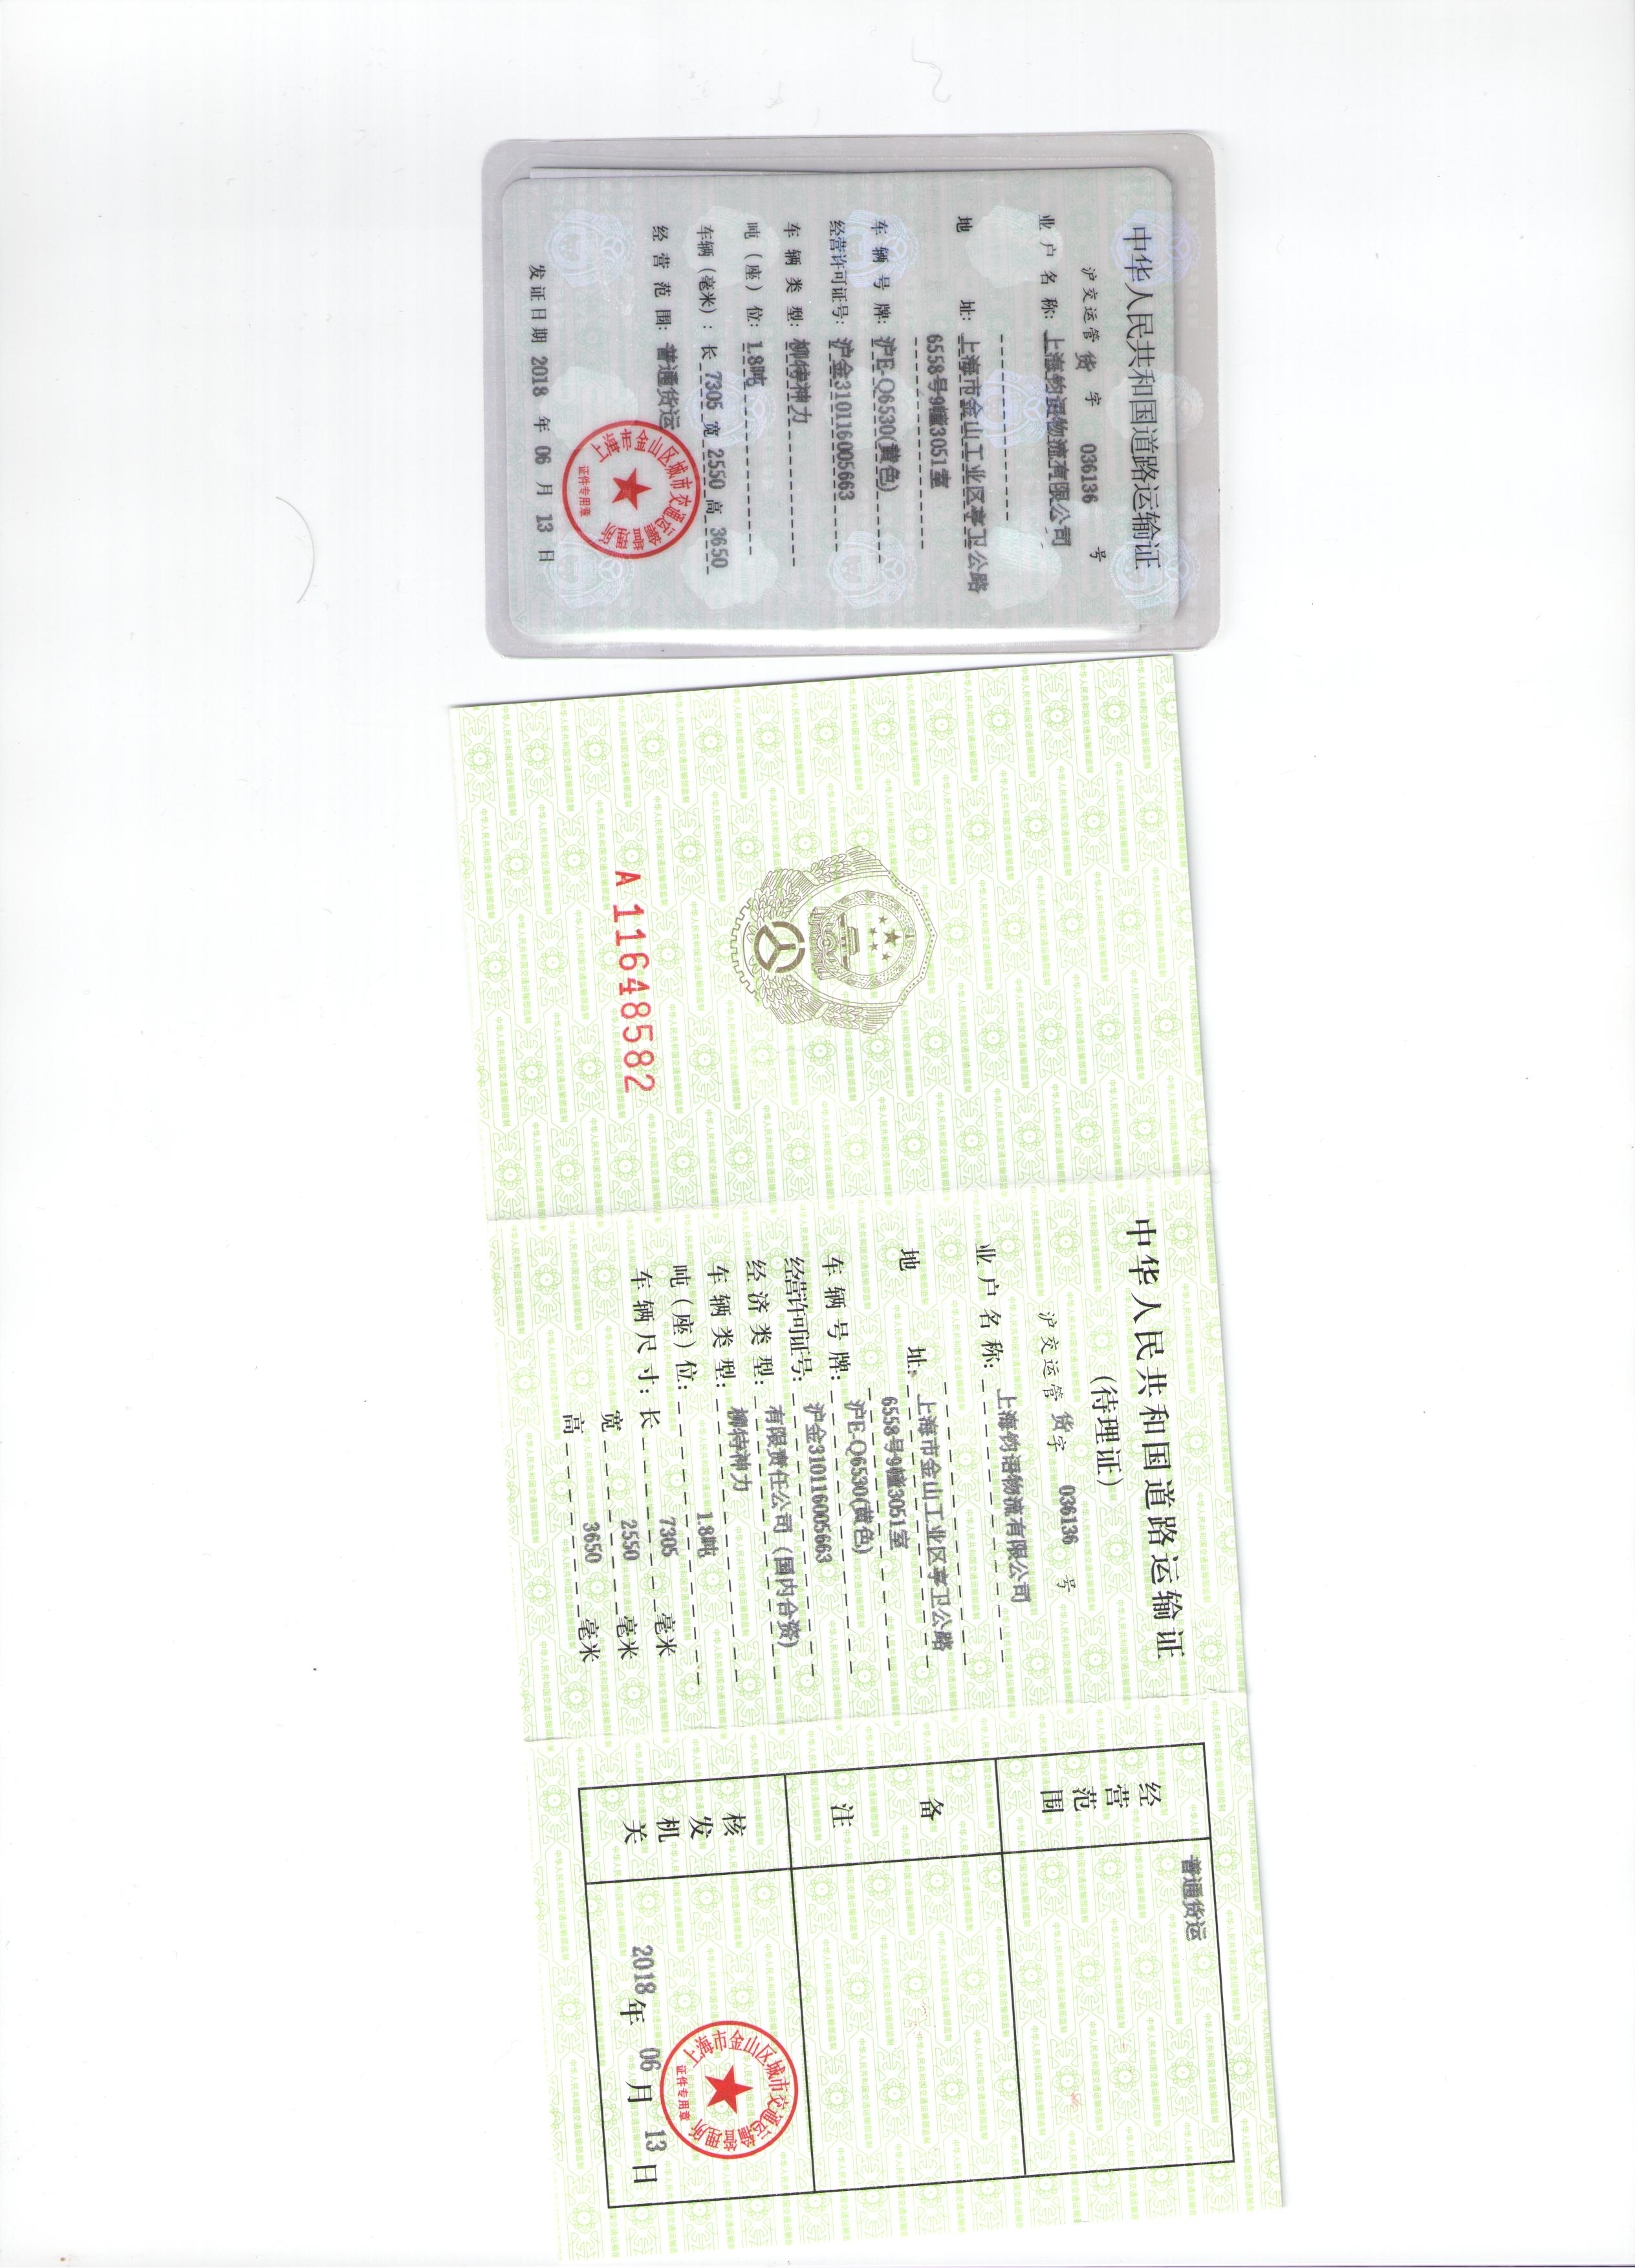 中华人民共和国道路运输证
沪交运管 货 字 036136 号
业户名称: 上海钧语物流有限公司
地 址: 上海市金山工业区亭卫公路
6558号9幢3051室
车辆号牌: 沪E-Q6530(黄色)
经营许可证号: 沪金310116005663
车辆类型: 柳特神力
吨(座)位: 1.8吨
车辆(毫米): 长 7305 宽 2550 高 3650
经营范围: 普通货运
发证日期 2018 年 06 月 13 日
上海市金山区城市交通运输管理所
证件专用章
A 11648582
中华人民共和国道路运输证
(待理证)
沪交运管 货字 036136 号
业户名称: 上海钧语物流有限公司
地 址: 上海市金山工业区亭卫公路
6558号9幢3051室
车辆号牌: 沪E-Q6530(黄色)
经营许可证号: 沪金310116005663
经济类型: 有限责任公司(国内合资)
车辆类型: 柳特神力
吨(座)位: 1.8吨
车辆尺寸: 长 7305 毫米
宽 2550 毫米
高 3650 毫米
经营范围 普通货运
备注
核发机关
上海市金山区城市交通运输管理所
证件专用章
2018 年 06 月 13 日